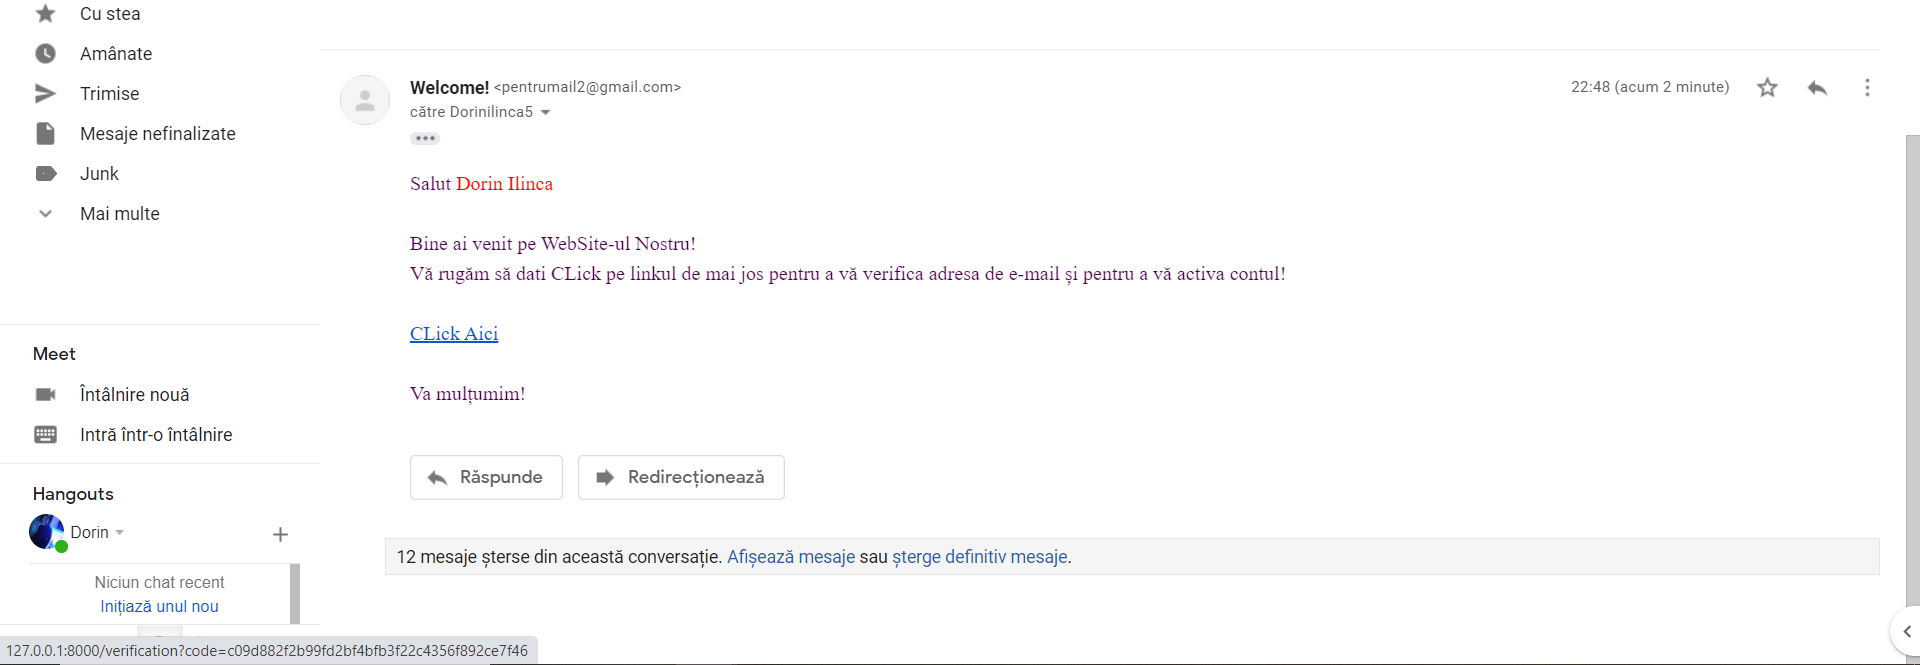 Cu stea
Amânate
Trimise
Mesaje nefinalizate
Junk
Mai multe
Meet
Întâlnire nouă
Intră într-o întâlnire
Hangouts
Dorin
Niciun chat recent
Inițiază unul nou
Welcome! <pentrumail2@gmail.com>
22:48 (acum 2 minute)
către Dorinilinca5
Salut Dorin Ilinca
Bine ai venit pe WebSite-ul Nostru!
Vă rugăm să dati CLick pe linkul de mai jos pentru a vă verifica adresa de e-mail și pentru a vă activa contul!
CLick Aici
Va mulțumim!
Răspunde
Redirecționează
12 mesaje șterse din această conversație. Afișează mesaje sau șterge definitiv mesaje.
127.0.0.1:8000/verification?code=c09d882f2b99fd2bf4bfb3f22c4356f892ce7f46